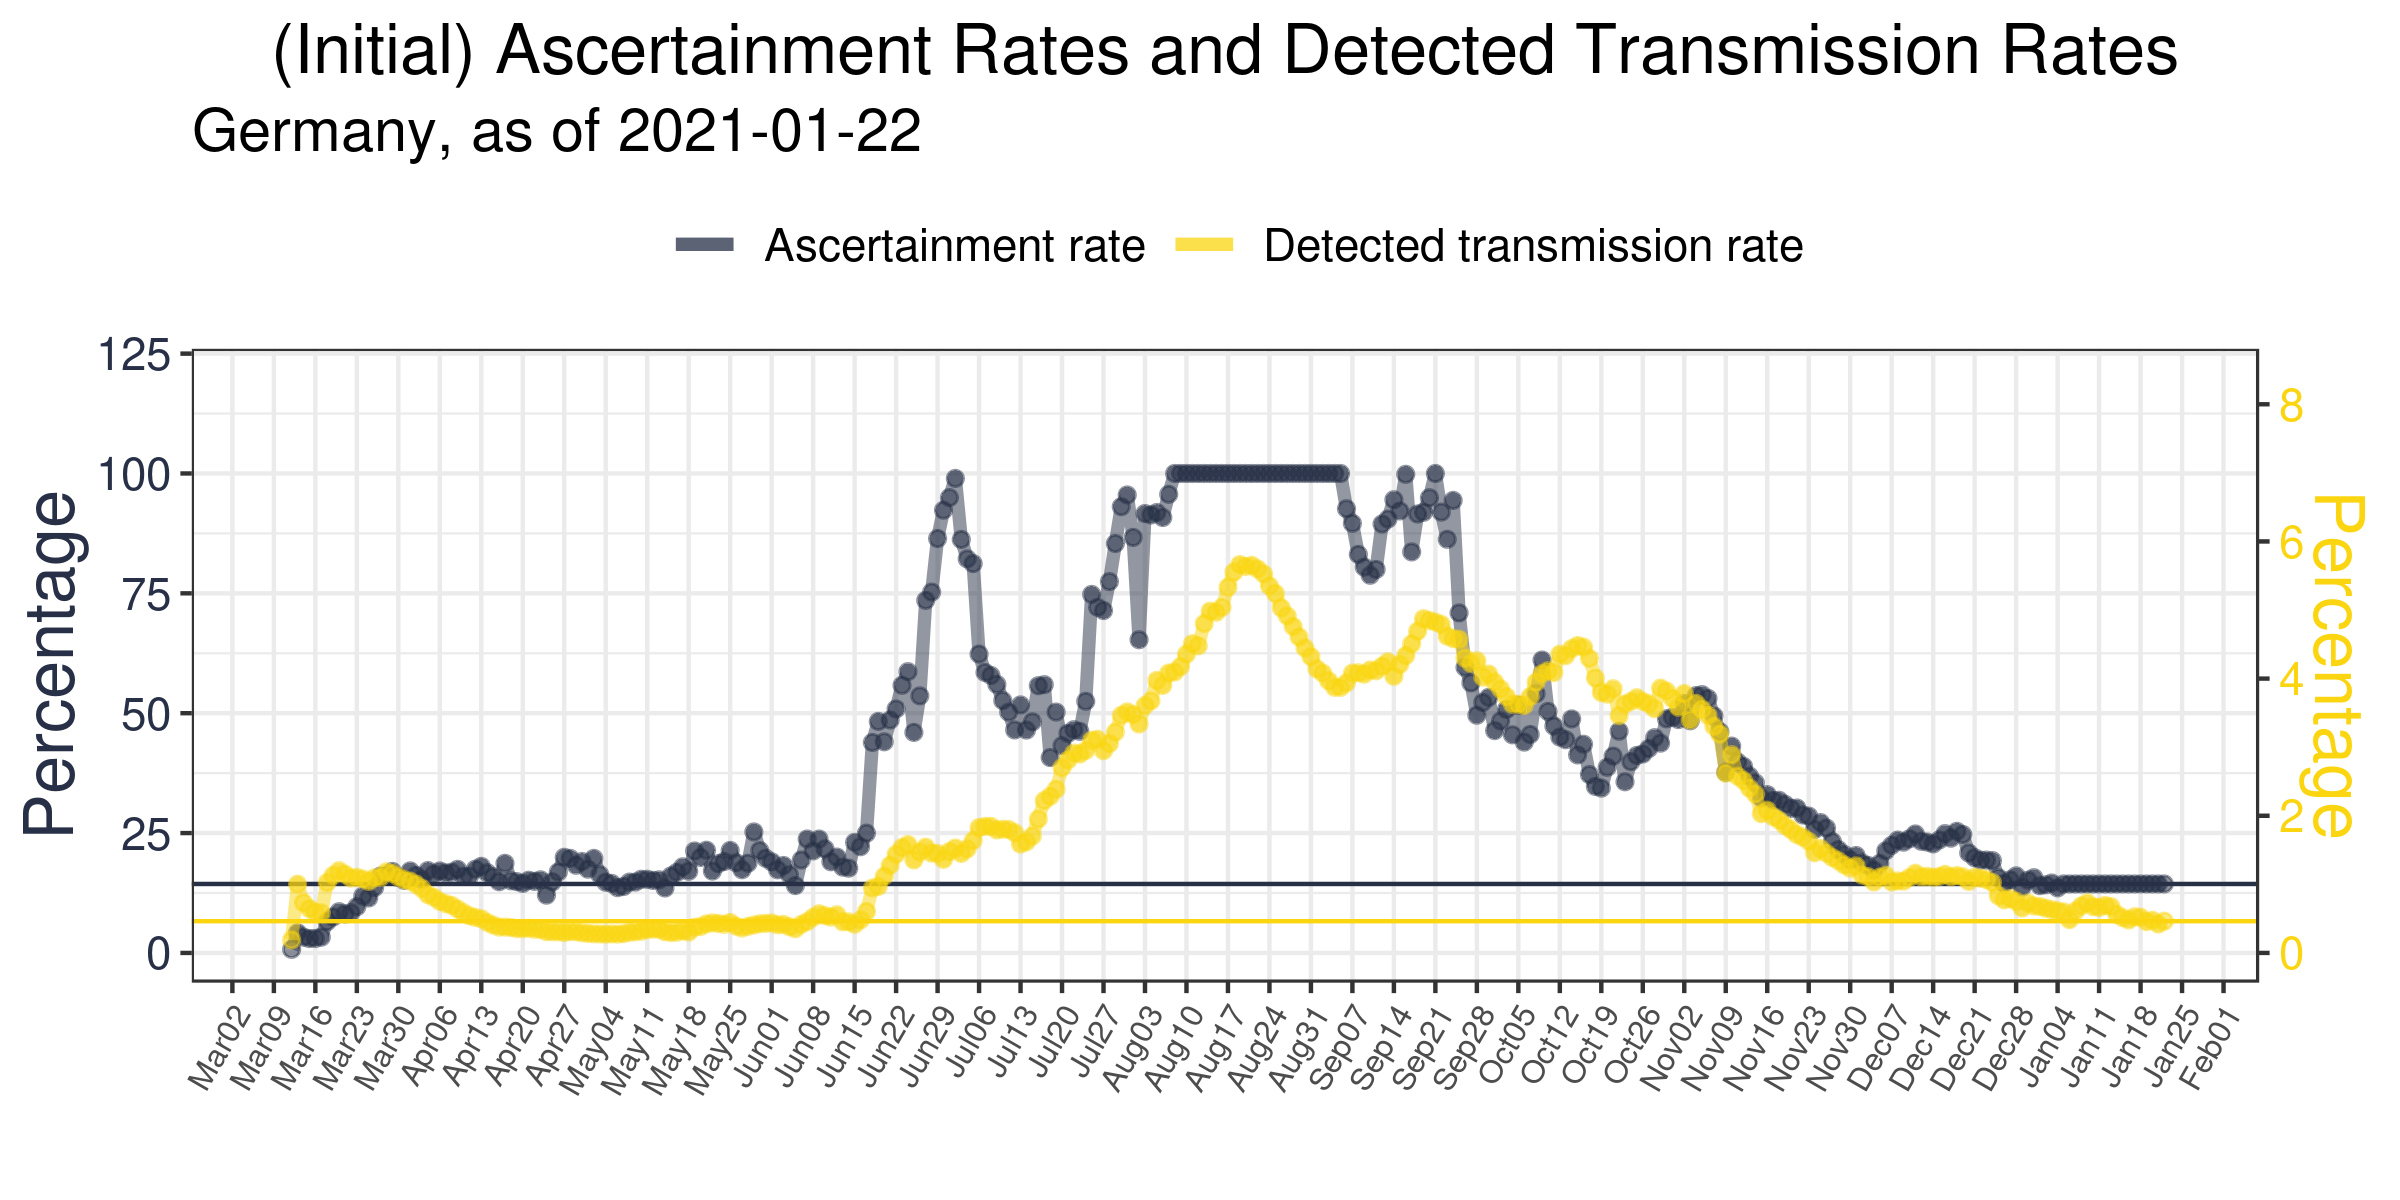 (Initial) Ascertainment Rates and Detected Transmission Rates
Germany, as of 2021-01-22
Ascertainment rate
Detected transmission rate
Percentage
125
100
75
50
25
0
8
6
4
2
0
Percentage
Mar02
Mar09
Mar16
Mar23
Mar30
Apr06
Apr13
Apr20
Apr27
May04
May11
May18
May25
Jun01
Jun08
Jun15
Jun22
Jun29
Jul06
Jul13
Jul20
Jul27
Aug03
Aug10
Aug17
Aug24
Aug31
Sep07
Sep14
Sep21
Sep28
Oct05
Oct12
Oct19
Oct26
Nov02
Nov09
Nov16
Nov23
Nov30
Dec07
Dec14
Dec21
Dec28
Jan04
Jan11
Jan18
Jan25
Feb01